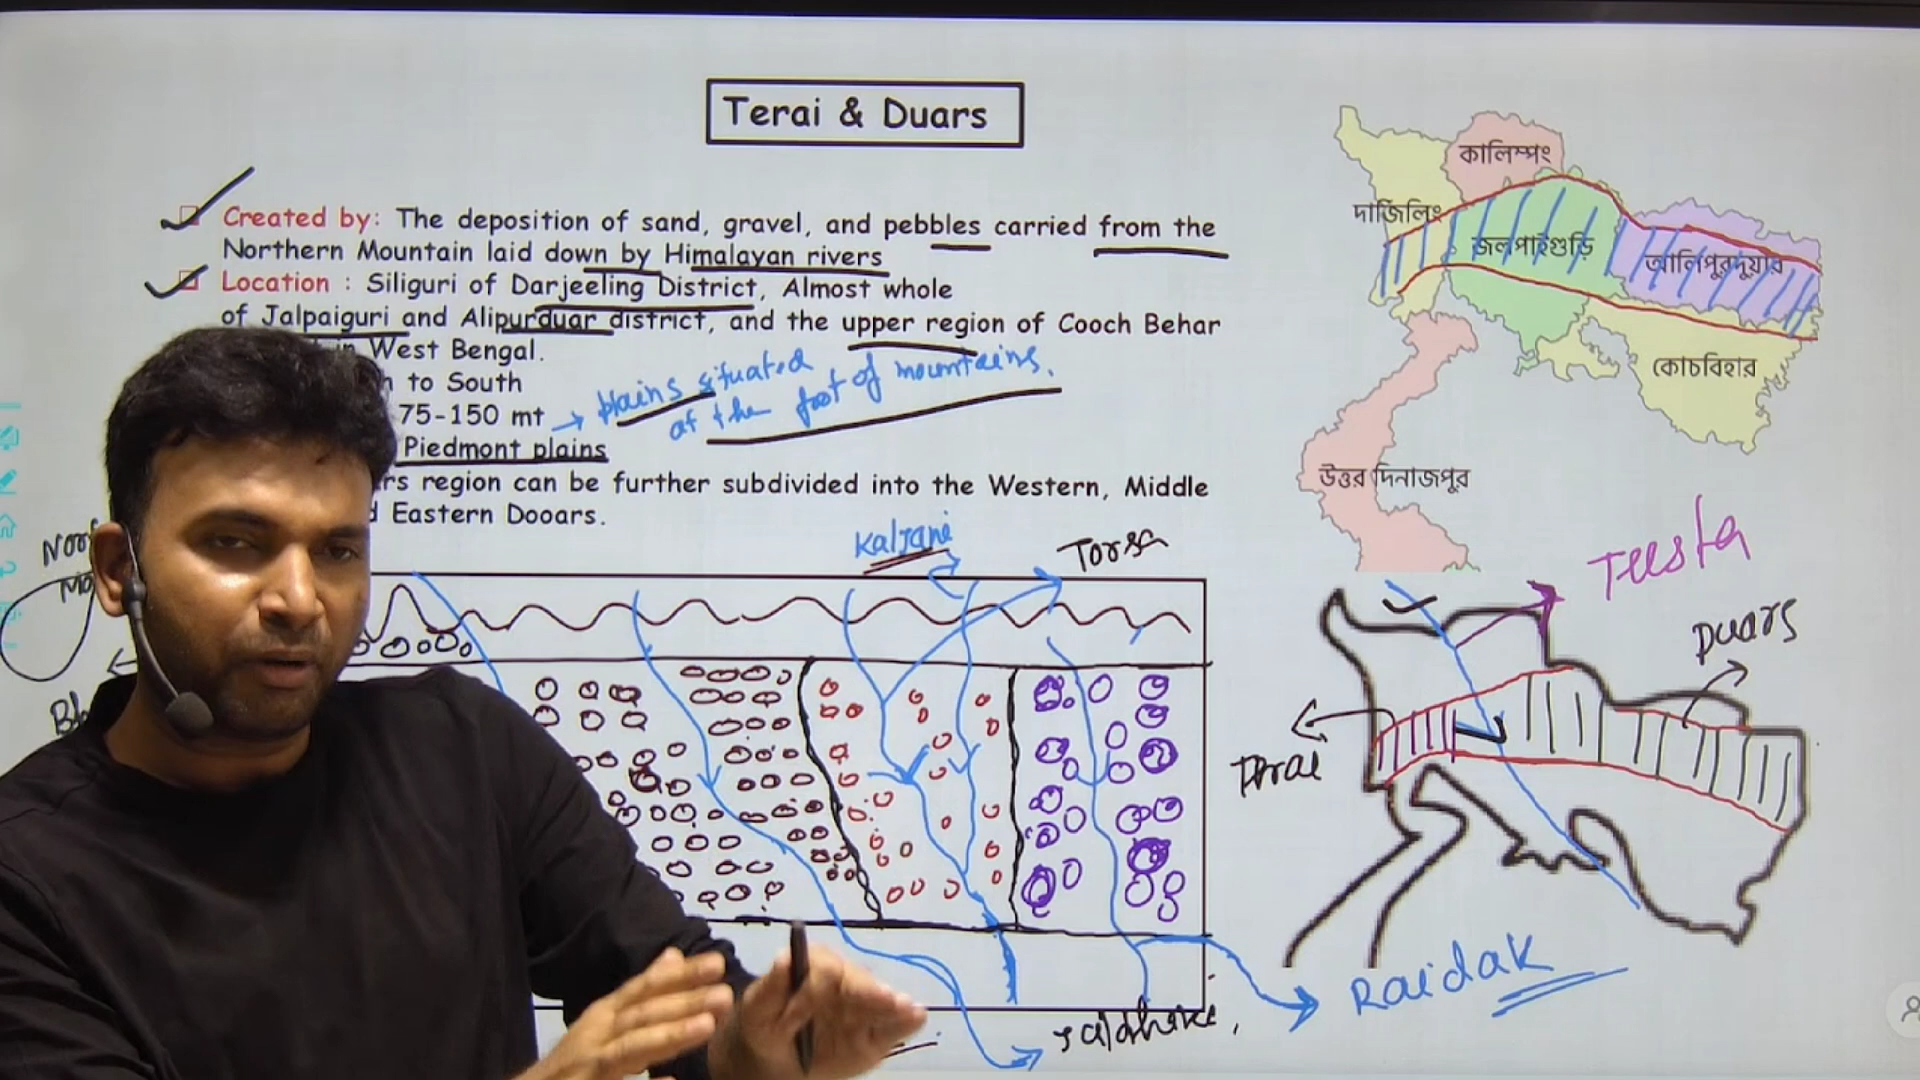 Terai & Duars
Created by: The deposition of sand, gravel, and pebbles carried from the
Northern Mountain laid down by Himalayan rivers
Location : Siliguri of Darjeeling District, Almost whole
of Jalpaiguri and Alipurduar district, and the upper region of Cooch Behar
in West Bengal.
to South
75-150 mt
→ plains situated
at the foot of mountains.
Piedmont plains
region can be further subdivided into the Western, Middle
Eastern Dooars.
কালিম্পং
দার্জিলিং
জলপাইগুড়ি
আলিপুরদুয়ার
কোচবিহার
উত্তর দিনাজপুর
Kaljani
Torsa
Teesta
Duars
Raidak